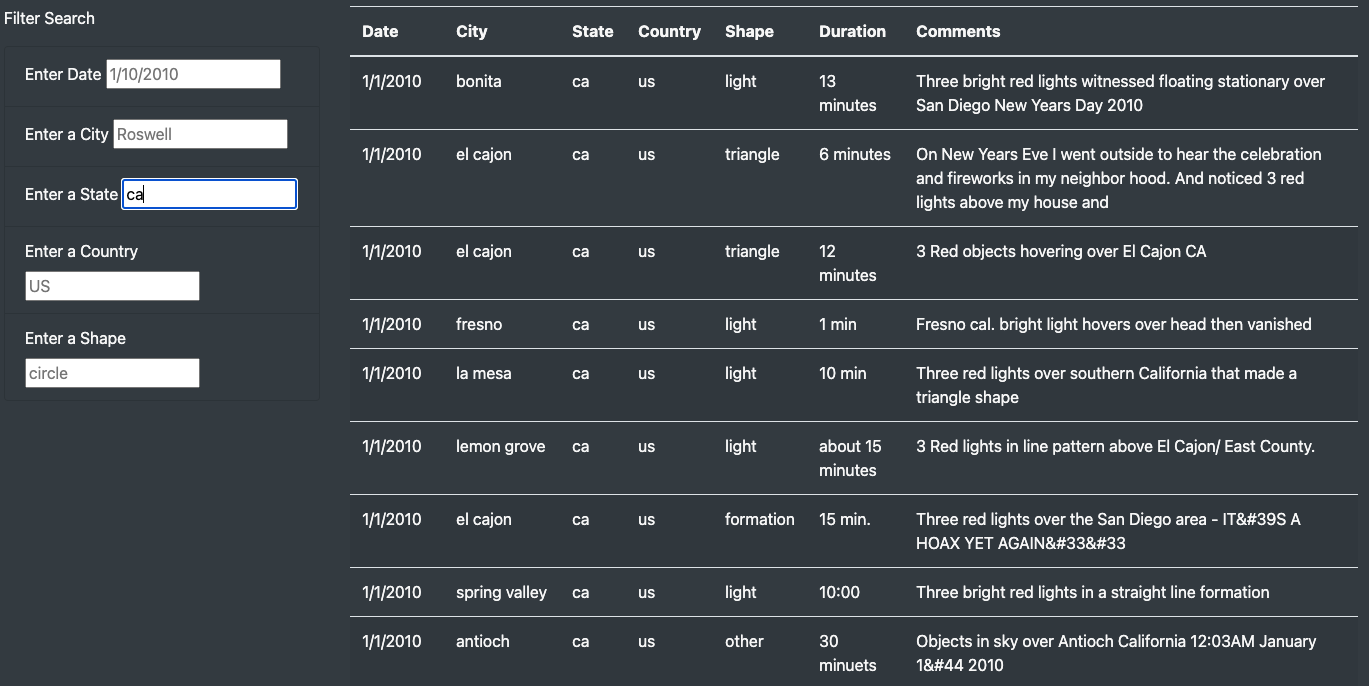 Filter Search
Enter Date 1/10/2010
Enter a City Roswell
Enter a State ca
Enter a Country
US
Enter a Shape
circle
Date City State Country Shape Duration Comments
1/1/2010 bonita ca us light 13 minutes Three bright red lights witnessed floating stationary over
San Diego New Years Day 2010
1/1/2010 el cajon ca us triangle 6 minutes On New Years Eve I went outside to hear the celebration
and fireworks in my neighbor hood. And noticed 3 red
lights above my house and
1/1/2010 el cajon ca us triangle 12 minutes 3 Red objects hovering over El Cajon CA
1/1/2010 fresno ca us light 1 min Fresno cal. bright light hovers over head then vanished
1/1/2010 la mesa ca us light 10 min Three red lights over southern California that made a
triangle shape
1/1/2010 lemon grove ca us light about 15 minutes 3 Red lights in line pattern above El Cajon/ East County.
1/1/2010 el cajon ca us formation 15 min. Three red lights over the San Diego area - IT&#39S A
HOAX YET AGAIN&#33&#33
1/1/2010 spring valley ca us light 10:00 Three bright red lights in a straight line formation
1/1/2010 antioch ca us other 30 minuets Objects in sky over Antioch California 12:03AM January
1&#44 2010